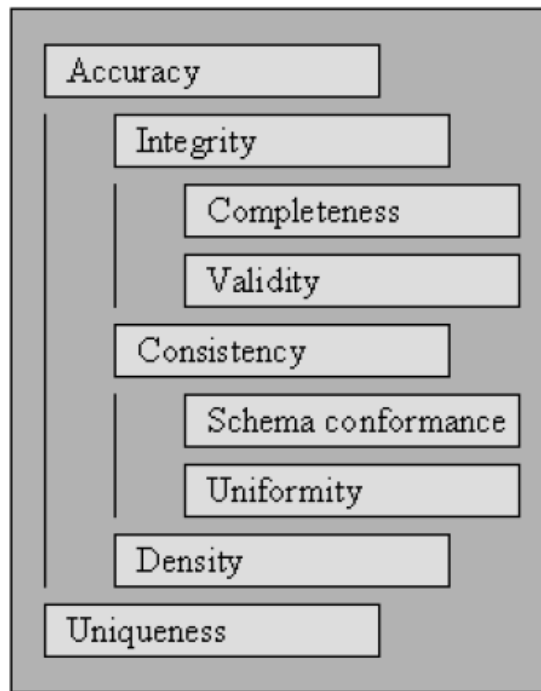 Accuracy
Integrity
Completeness
Validity
Consistency
Schema conformance
Uniformity
Density
Uniqueness